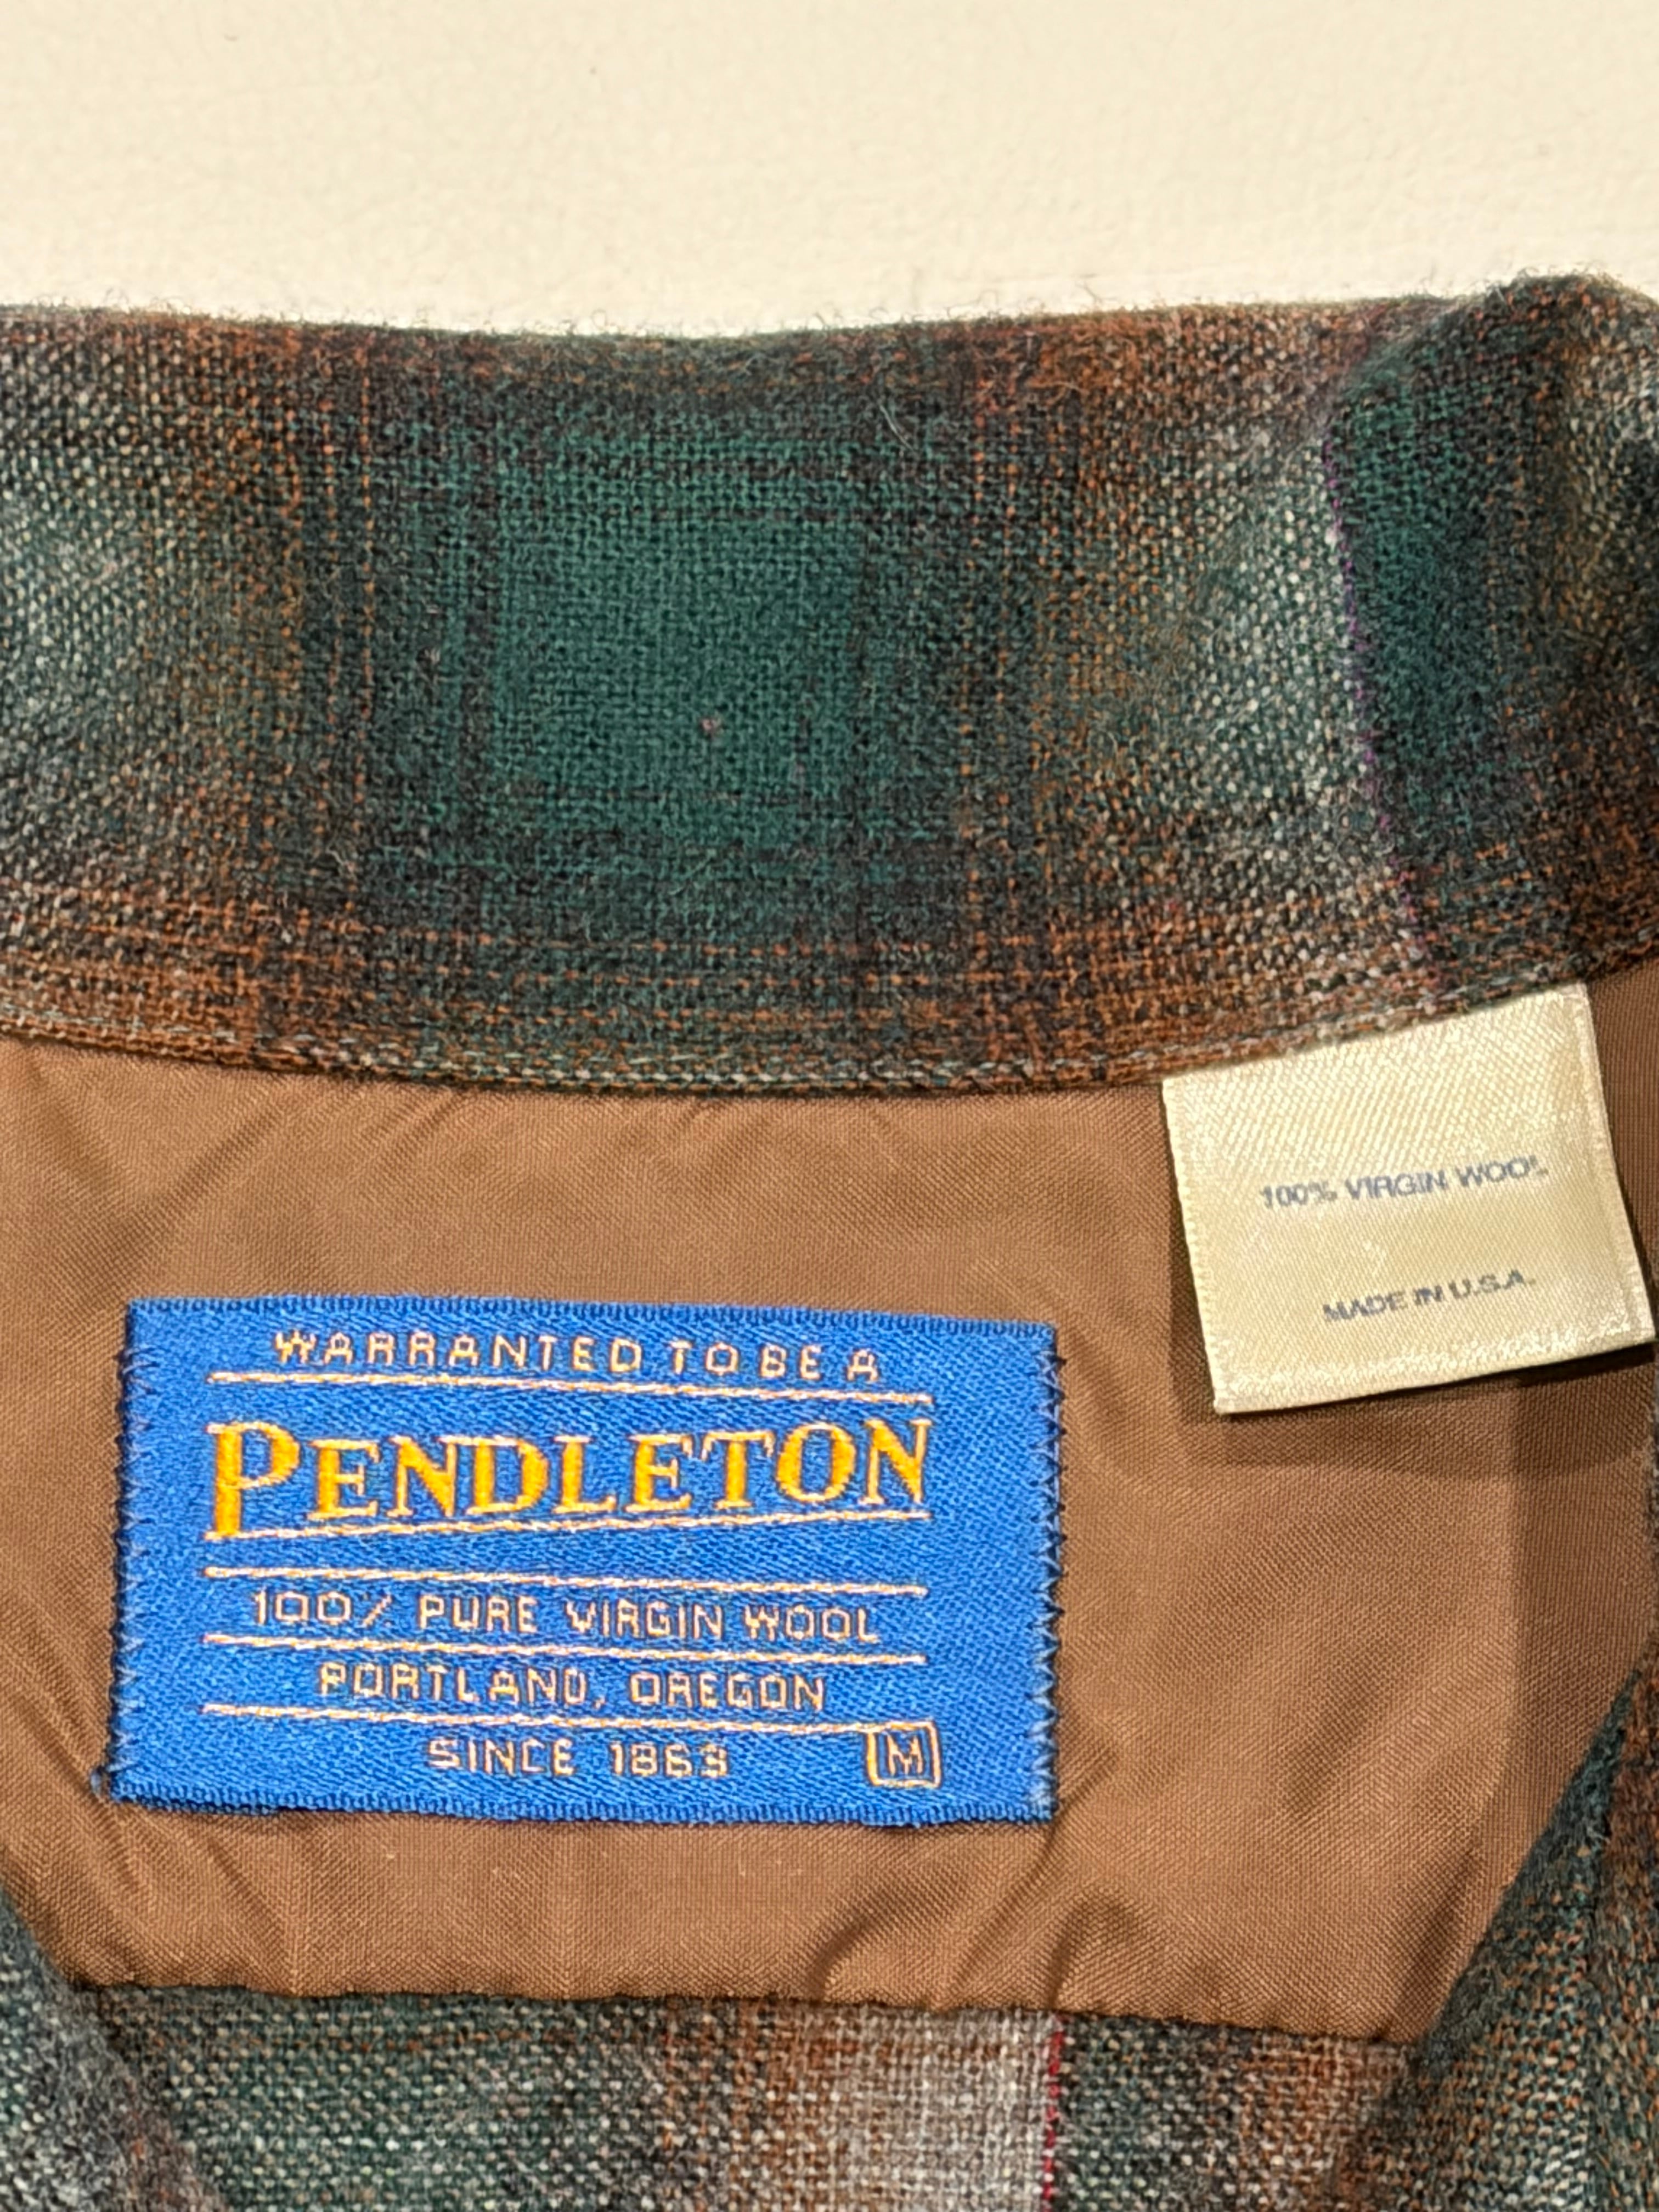 100% VIRGIN WOOL
MADE IN U.S.A.
WARRANTED TO BE A
PENDLETON
100% PURE VIRGIN WOOL
PORTLAND, OREGON
SINCE 1863
M